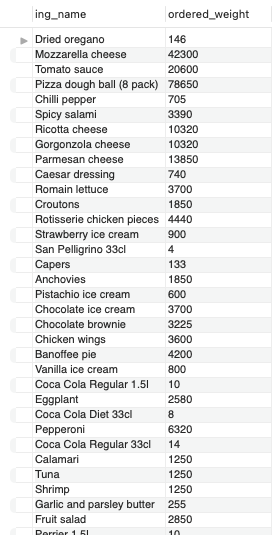 ing_name ordered_weight
Dried oregano 146
Mozzarella cheese 42300
Tomato sauce 20600
Pizza dough ball (8 pack) 78650
Chilli pepper 705
Spicy salami 3390
Ricotta cheese 10320
Gorgonzola cheese 10320
Parmesan cheese 13850
Caesar dressing 740
Romain lettuce 3700
Croutons 1850
Rotisserie chicken pieces 4440
Strawberry ice cream 900
San Pelligrino 33cl 4
Capers 133
Anchovies 1850
Pistachio ice cream 600
Chocolate ice cream 3700
Chocolate brownie 3225
Chicken wings 3600
Banoffee pie 4200
Vanilla ice cream 800
Coca Cola Regular 1.5l 10
Eggplant 2580
Coca Cola Diet 33cl 8
Pepperoni 6320
Coca Cola Regular 33cl 14
Calamari 1250
Tuna 1250
Shrimp 1250
Garlic and parsley butter 255
Fruit salad 2850
Perrier 1.5l 10